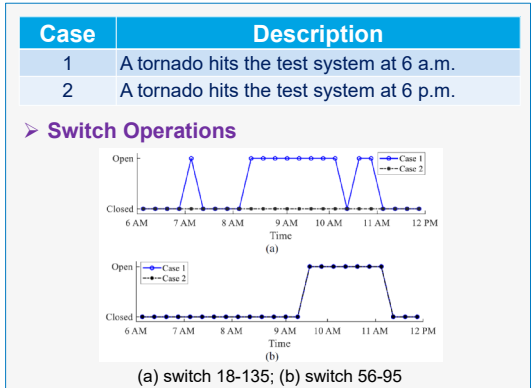 Case Description
1 A tornado hits the test system at 6 a.m.
2 A tornado hits the test system at 6 p.m.
➢ Switch Operations
Open
Case 1
Case 2
Closed
6 AM 7 AM 8 AM 9 AM 10 AM 11 AM 12 PM
Time
(a)
Open
Case 1
Case 2
Closed
6 AM 7 AM 8 AM 9 AM 10 AM 11 AM 12 PM
Time
(b)
(a) switch 18-135; (b) switch 56-95